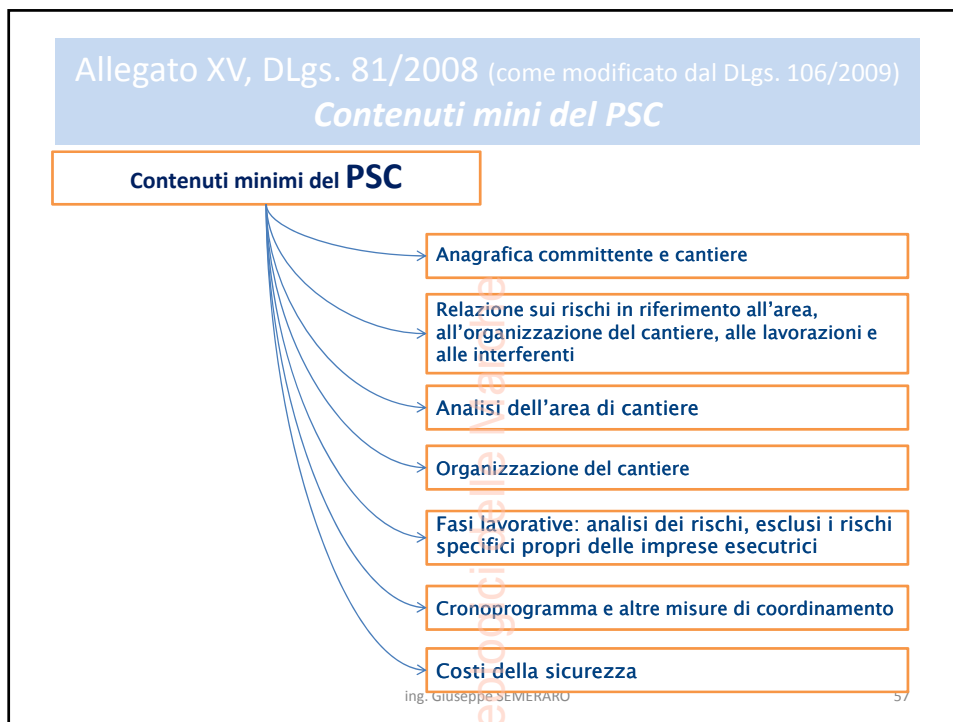 Allegato XV, DLgs. 81/2008 (come modificato dal DLgs. 106/2009)
Contenuti mini del PSC
Contenuti minimi del PSC
Anagrafica committente e cantiere
Relazione sui rischi in riferimento all’area,
all’organizzazione del cantiere, alle lavorazioni e
alle interferenti
Analisi dell’area di cantiere
Organizzazione del cantiere
Fasi lavorative: analisi dei rischi, esclusi i rischi
specifici propri delle imprese esecutrici
Cronoprogramma e altre misure di coordinamento
Costi della sicurezza
ing. Giuseppe SEMERARO
57
delle Marche